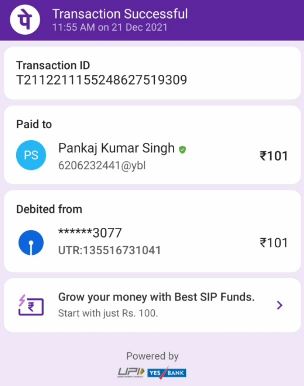 पे
Transaction Successful
11:55 AM on 21 Dec 2021
Transaction ID
T2112211155248627519309
Paid to
PS
Pankaj Kumar Singh
₹101
6206232441@ybl
Debited from
******3077
₹101
UTR:135516731041
₹
Grow your money with Best SIP Funds.
Start with just Rs. 100.
Powered by
UPI YES BANK